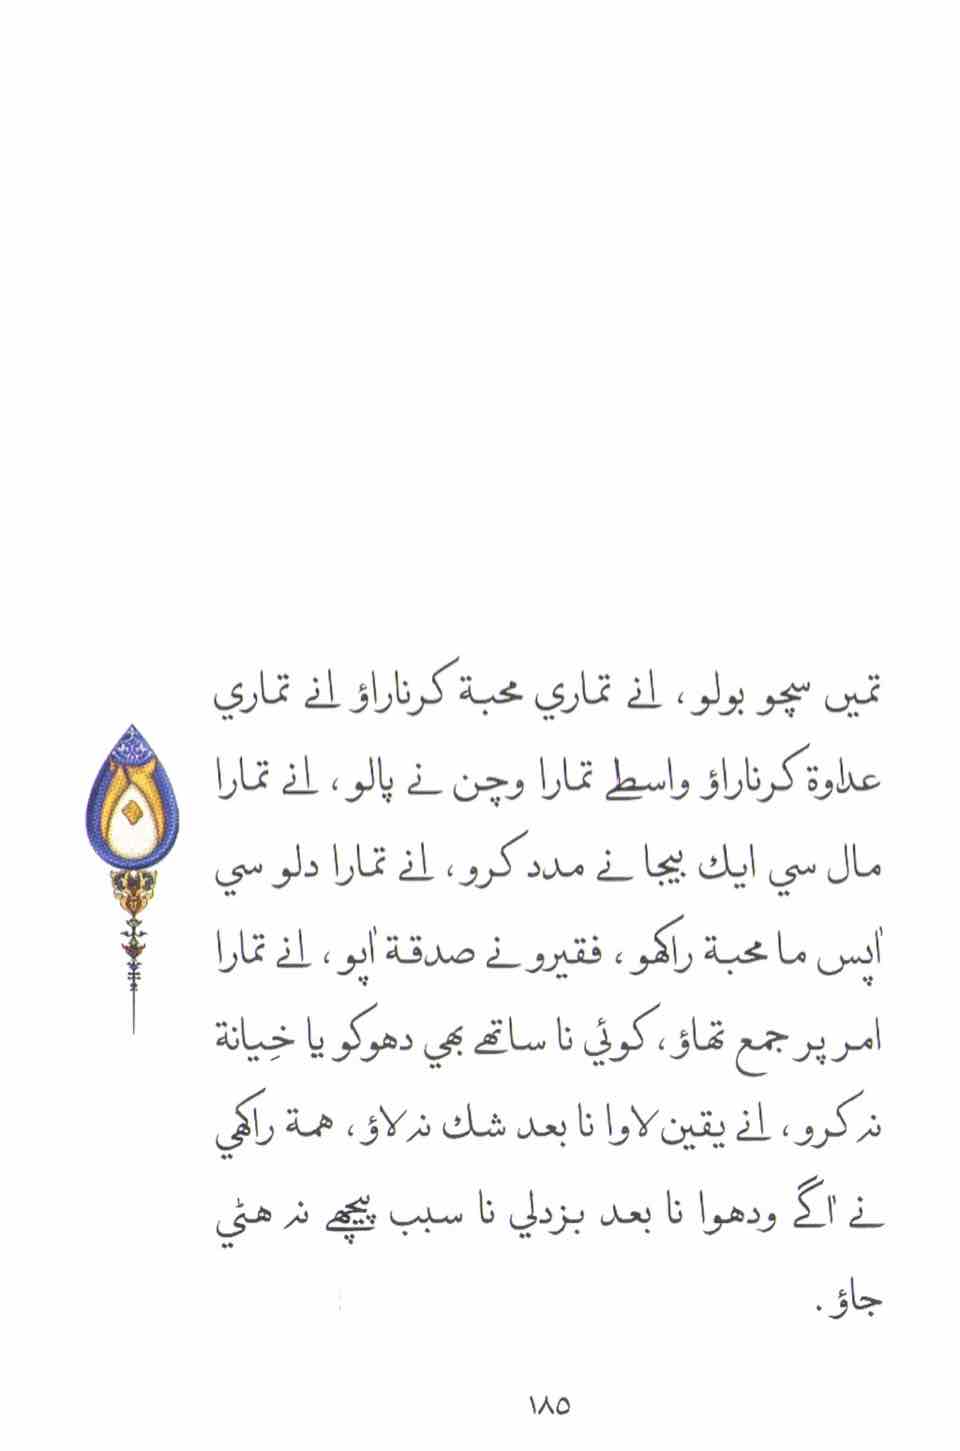 تميں سچو بولو، انے تماري محبة كرناراؤ انے تماري
عداوة كرناراؤ واسطے تمارا وچن نے پالو، انے تمارا
مال سي ايك بيجا نے مدد كرو، انے تمارا دلو سي
اٰپس ما محبة راكھو، فقيرو نے صدقة اٰپو، انے تمارا
امر پر جمع تھاؤ، كوئي نا ساتھے بھي دھوكو يا خِيانة
نہ كرو، انے يقين لاوا نا بعد شك نہ لاؤ، همة راكھي
نے اٰگے ودھوا نا بعد بزدلي نا سبب پيچھے نہ هٹي
جاؤ.
١٨٥